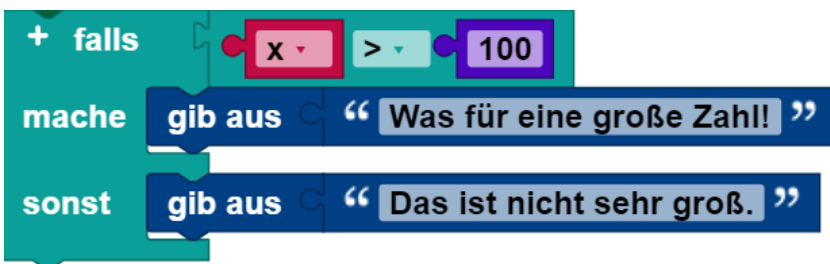 + falls x > 100
mache gib aus “ Was für eine große Zahl! ”
sonst gib aus “ Das ist nicht sehr groß. ”